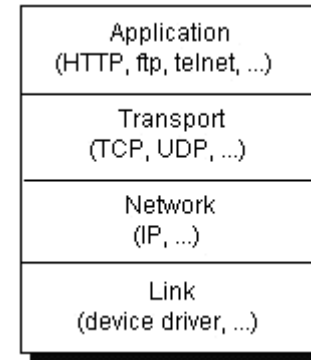 Application
(HTTP, ftp, telnet, ...)
Transport
(TCP, UDP, ...)
Network
(IP, ...)
Link
(device driver, ...)